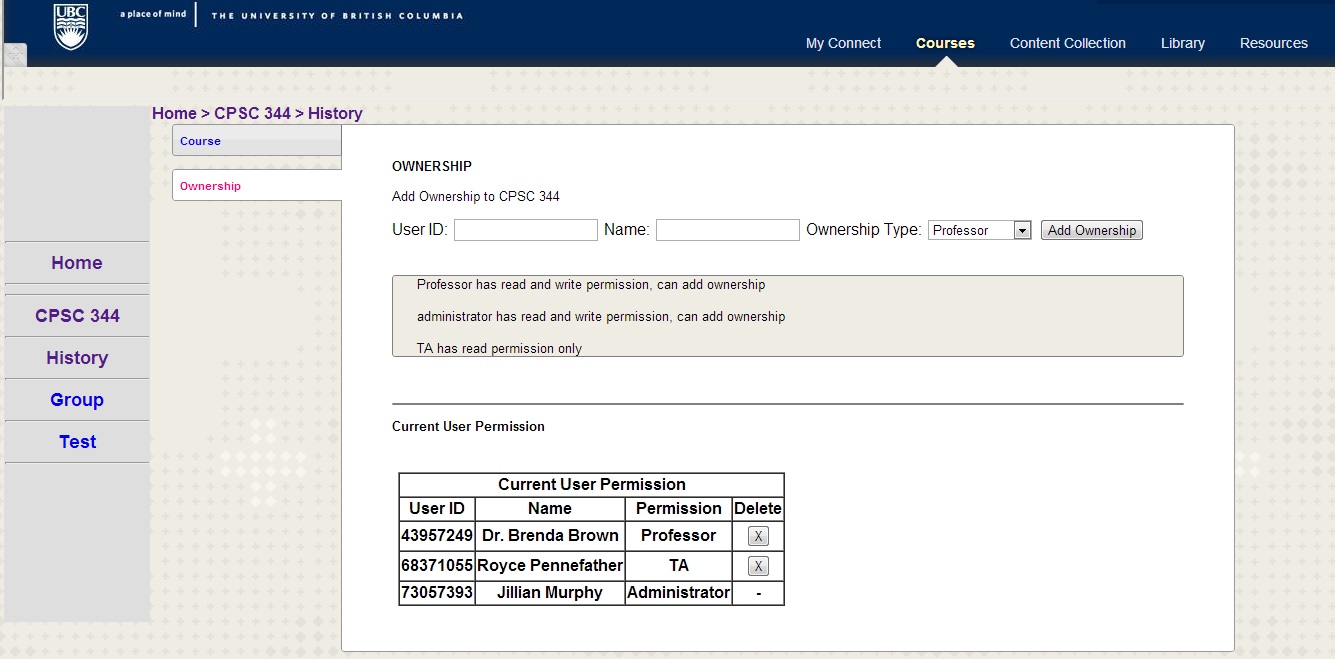 UBC
a place of mind
THE UNIVERSITY OF BRITISH COLUMBIA
My Connect Courses Content Collection Library Resources
Home > CPSC 344 > History
Course
Ownership
Home
CPSC 344
History
Group
Test
OWNERSHIP
Add Ownership to CPSC 344
User ID: Name: Ownership Type: Professor Add Ownership
Professor has read and write permission, can add ownership
administrator has read and write permission, can add ownership
TA has read permission only
Current User Permission
Current User Permission
User ID Name Permission Delete
43957249 Dr. Brenda Brown Professor X
68371055 Royce Pennefather TA X
73057393 Jillian Murphy Administrator -